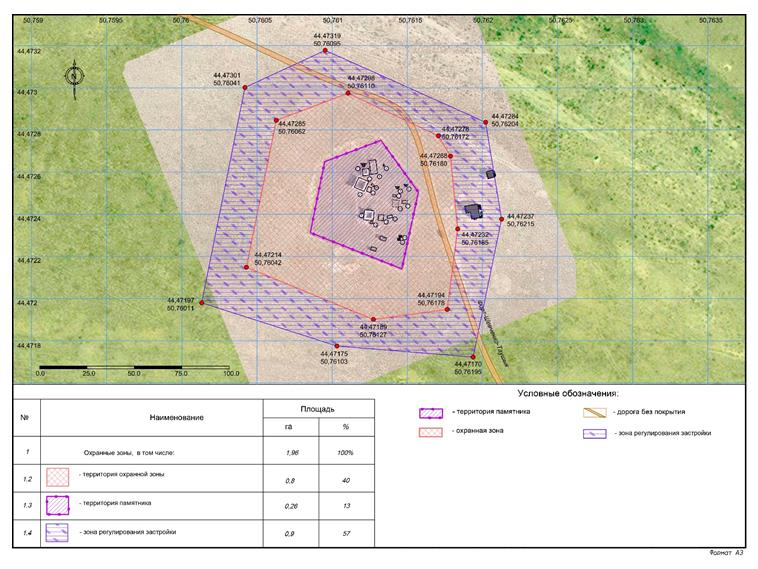 50,759 50,7595 50,76 50,7605 50,761 50,7615 50,762 50,7625 50,763 50,7635
44,4732
44,473
44,4728
44,4726
44,4724
44,4722
44,472
44,4718
N
44,47319
50,76095
44,47301
50,76041
44,47298
50,76110
44,47285
50,76062
44,47284
50,76204
44,47278
50,76172
44,47268
50,76180
44,47237
50,76215
44,47232
50,76185
44,47214
50,76042
44,47197
50,76011
44,47194
50,76178
44,47189
50,76127
44,47175
50,76103
44,47170
50,76195
Форт-Шевченко-Таушик
0.0 25.0 50.0 75.0 100.0
Условные обозначения:
- территория памятника
- дорога без покрытия
- охранная зона
- зона регулирования застройки
№ Наименование Площадь
га %
1 Охранные зоны, в том числе: 1,96 100%
1.2 - территория охранной зоны 0,8 40
1.3 - территория памятника 0,26 13
1.4 - зона регулирования застройки 0,9 57
Формат А3